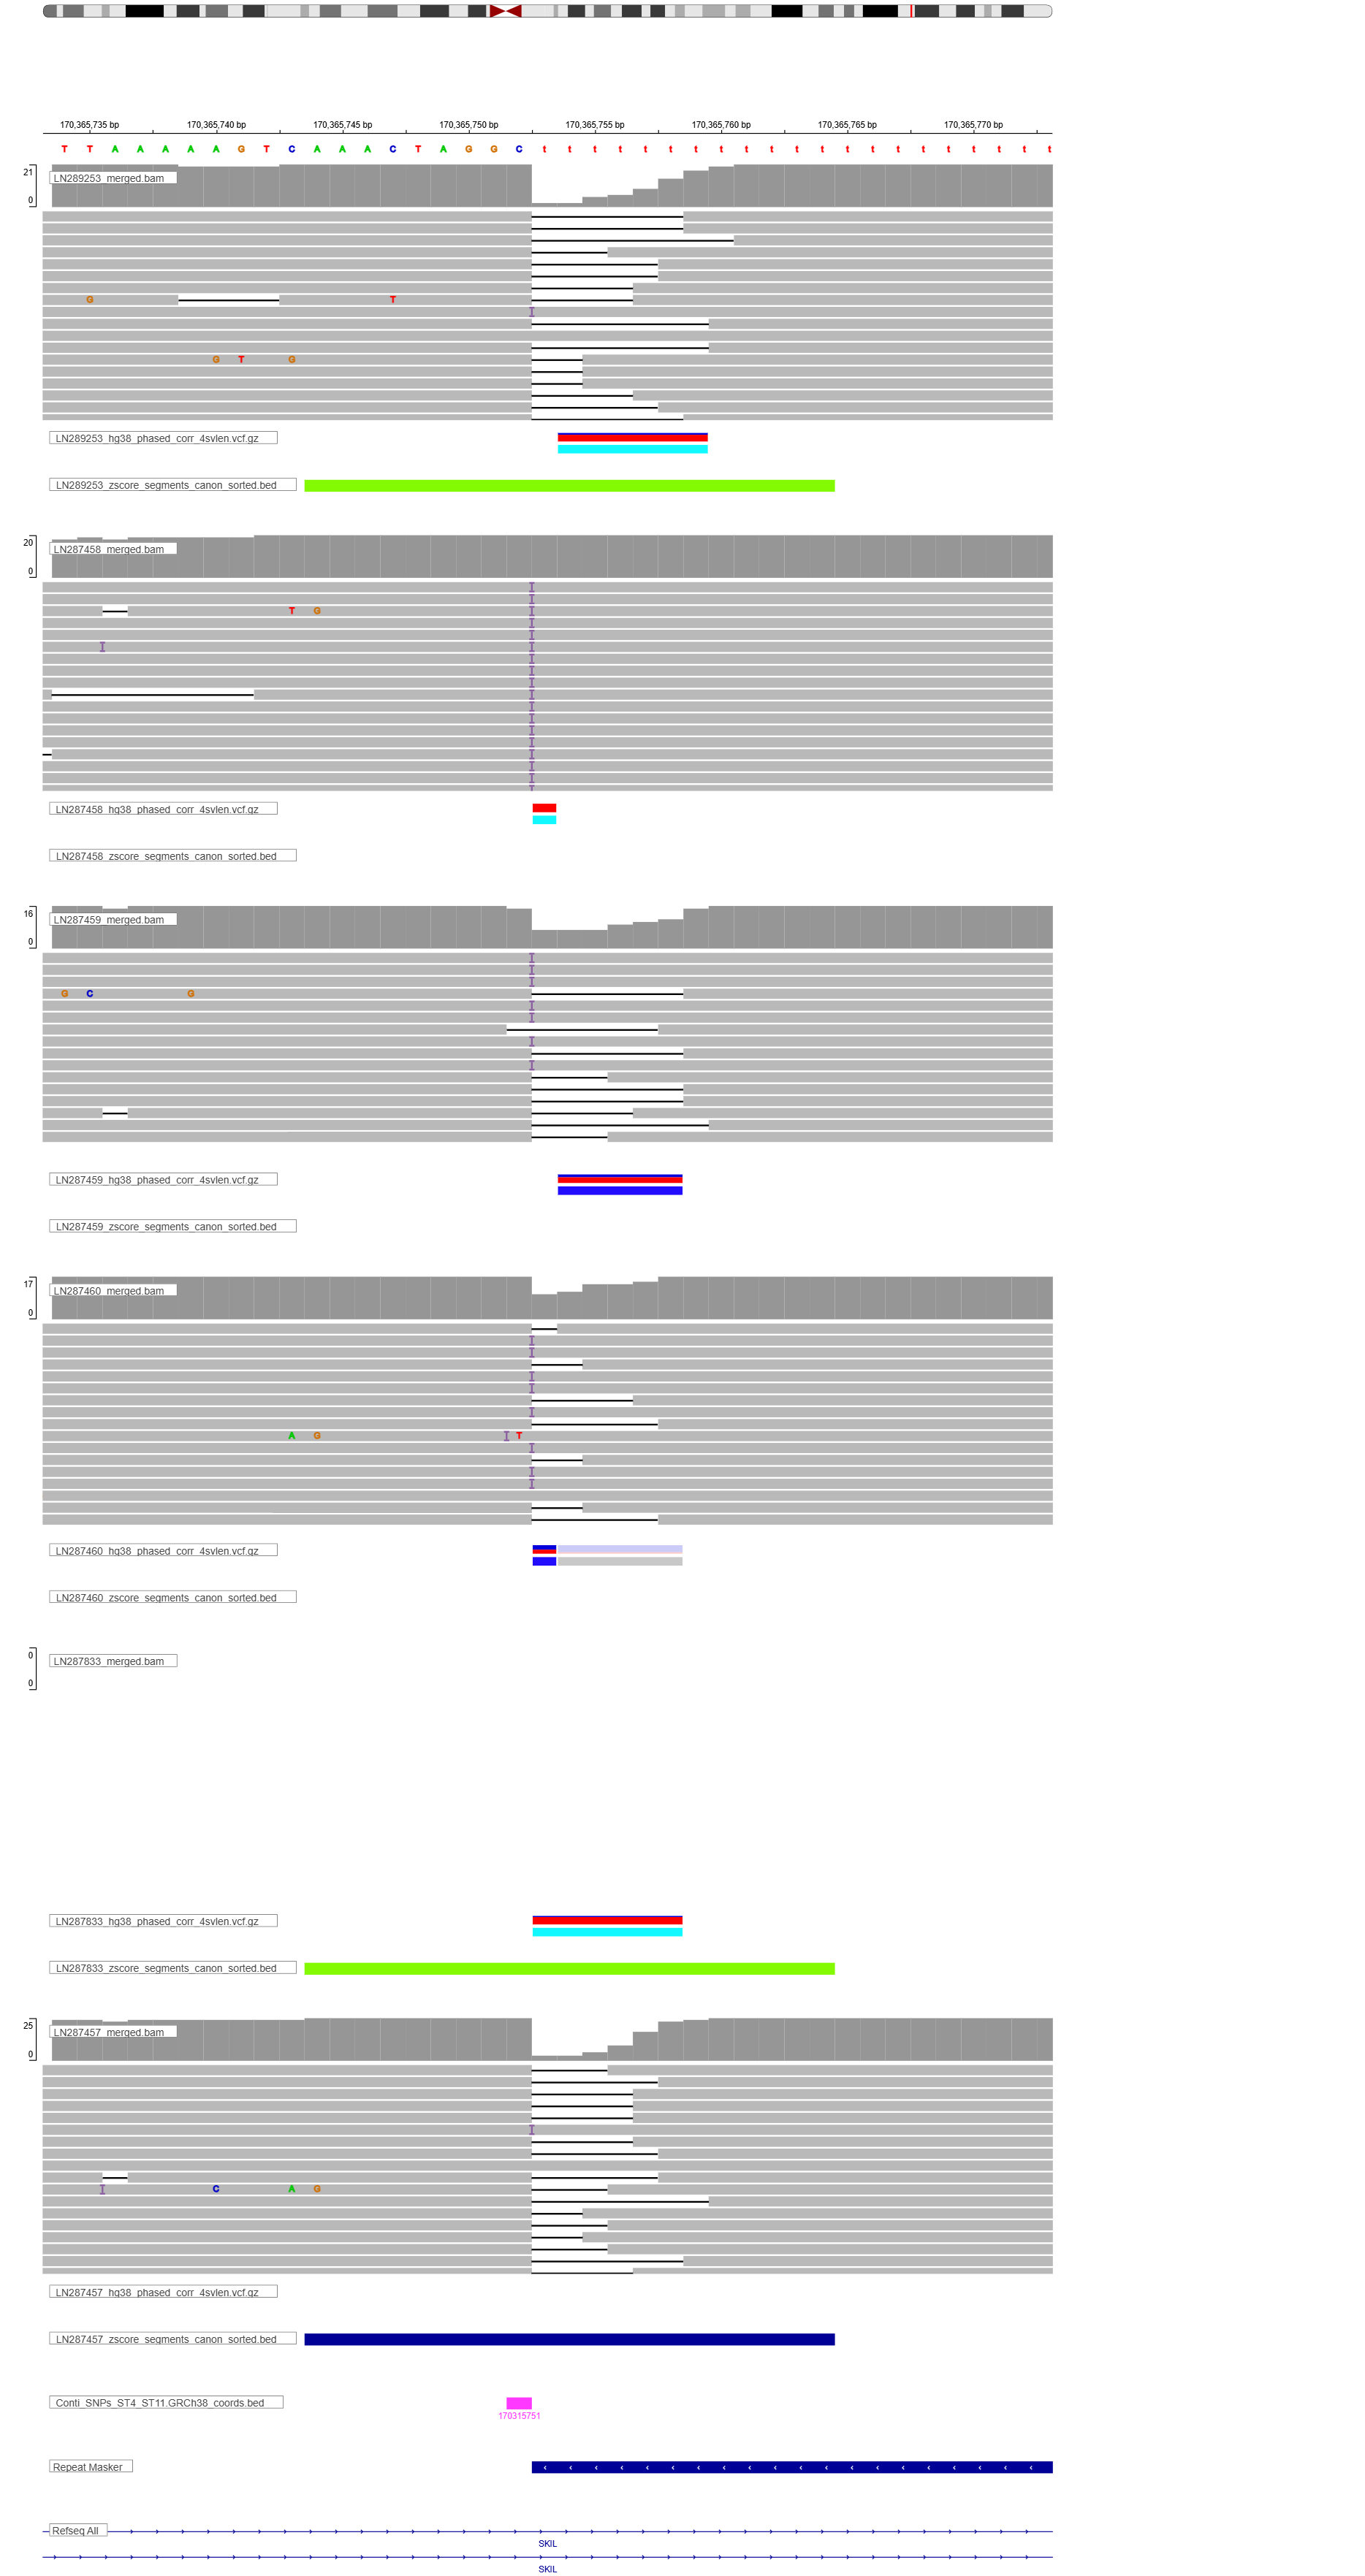 170,365,735 bp 170,365,740 bp 170,365,745 bp 170,365,750 bp 170,365,755 bp 170,365,760 bp 170,365,765 bp 170,365,770 bp
T T A A A A A G T C A A A C T A G G C t t t t t t t t t t t t t t t t t t t t t
21
LN289253_merged.bam
0
G T
G T G
LN289253_hg38_phased_corr_4svlen.vcf.gz
LN289253_zscore_segments_canon_sorted.bed
20
LN287458_merged.bam
0
T G
LN287458_hg38_phased_corr_4svlen.vcf.gz
LN287458_zscore_segments_canon_sorted.bed
16
LN287459_merged.bam
0
G C G
LN287459_hg38_phased_corr_4svlen.vcf.gz
LN287459_zscore_segments_canon_sorted.bed
17
LN287460_merged.bam
0
A G T
LN287460_hg38_phased_corr_4svlen.vcf.gz
LN287460_zscore_segments_canon_sorted.bed
0
LN287833_merged.bam
0
LN287833_hg38_phased_corr_4svlen.vcf.gz
LN287833_zscore_segments_canon_sorted.bed
25
LN287457_merged.bam
0
C A G
LN287457_hg38_phased_corr_4svlen.vcf.gz
LN287457_zscore_segments_canon_sorted.bed
Conti_SNPs_ST4_ST11.GRCh38_coords.bed
170315751
Repeat Masker
Refseq All
SKIL
SKIL